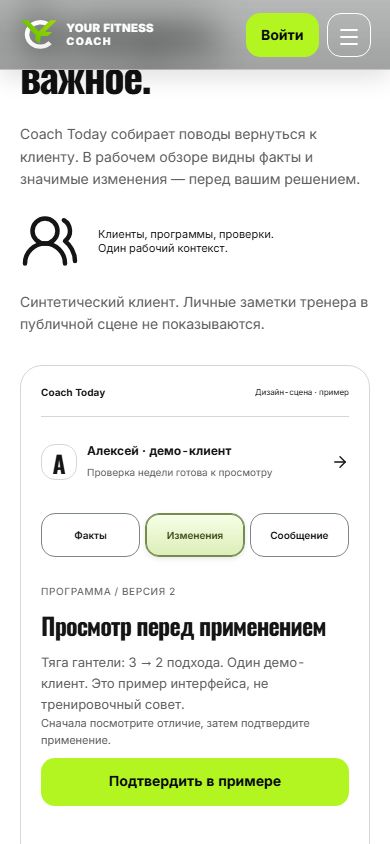 YOUR FITNESS
COACH
Войти
важное.
Coach Today собирает поводы вернуться к
клиенту. В рабочем обзоре видны факты и
значимые изменения — перед вашим решением.
Клиенты, программы, проверки.
Один рабочий контекст.
Синтетический клиент. Личные заметки тренера в
публичной сцене не показываются.
Coach Today
Дизайн-сцена · пример
А
Алексей · демо-клиент
Проверка недели готова к просмотру
Факты
Изменения
Сообщение
ПРОГРАММА / ВЕРСИЯ 2
Просмотр перед применением
Тяга гантели: 3 → 2 подхода. Один демо-
клиент. Это пример интерфейса, не
тренировочный совет.
Сначала посмотрите отличие, затем подтвердите
применение.
Подтвердить в примере